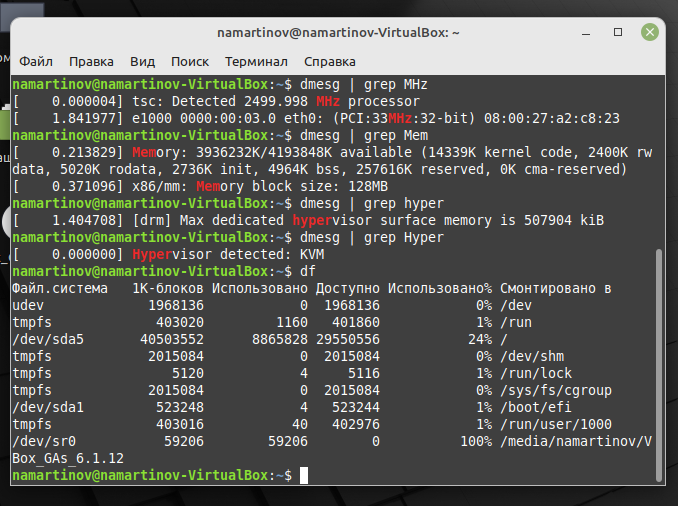 namartinov@namartinov-VirtualBox: ~
Файл Правка Вид Поиск Терминал Справка
namartinov@namartinov-VirtualBox:~$ dmesg | grep MHz
[    0.000004] tsc: Detected 2499.998 MHz processor
[    1.841977] e1000 0000:00:03.0 eth0: (PCI:33MHz:32-bit) 08:00:27:a2:c8:23
namartinov@namartinov-VirtualBox:~$ dmesg | grep Mem
[    0.213829] Memory: 3936232K/4193848K available (14339K kernel code, 2400K rw
data, 5020K rodata, 2736K init, 4964K bss, 257616K reserved, 0K cma-reserved)
[    0.371096] x86/mm: Memory block size: 128MB
namartinov@namartinov-VirtualBox:~$ dmesg | grep hyper
[    1.404708] [drm] Max dedicated hypervisor surface memory is 507904 kiB
namartinov@namartinov-VirtualBox:~$ dmesg | grep Hyper
[    0.000000] Hypervisor detected: KVM
namartinov@namartinov-VirtualBox:~$ df
Файл.система   1K-блоков Использовано Доступно Использовано% Смонтировано в
udev             1968136            0  1968136            0% /dev
tmpfs             403020         1160   401860            1% /run
/dev/sda5       40503552      8865828 29550556           24% /
tmpfs            2015084            0  2015084            0% /dev/shm
tmpfs               5120            4     5116            1% /run/lock
tmpfs            2015084            0  2015084            0% /sys/fs/cgroup
/dev/sda1         523248            4   523244            1% /boot/efi
tmpfs             403016           40   402976            1% /run/user/1000
/dev/sr0           59206        59206        0          100% /media/namartinov/V
Box_GAs_6.1.12
namartinov@namartinov-VirtualBox:~$